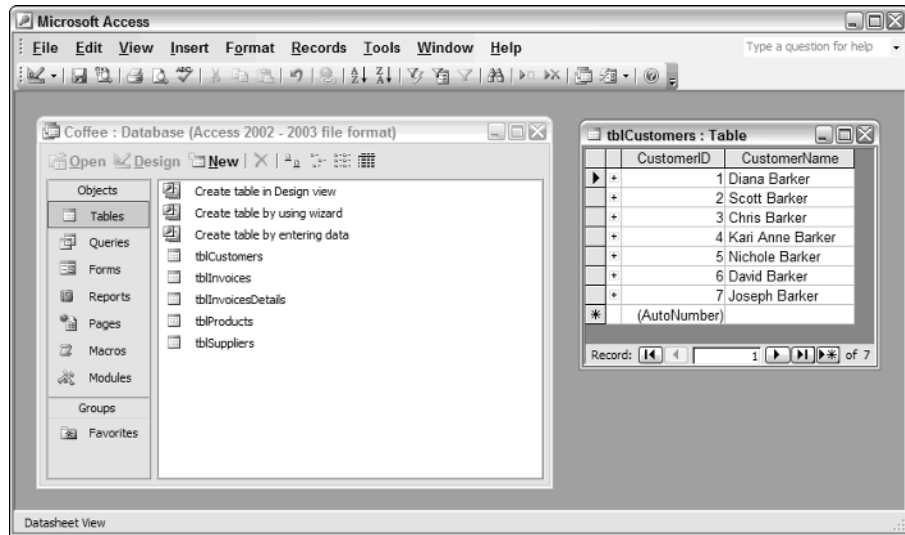 Microsoft Access
File Edit View Insert Format Records Tools Window Help
Type a question for help
Coffee : Database (Access 2002 - 2003 file format)
Open Design New
Objects
Tables
Queries
Forms
Reports
Pages
Macros
Modules
Groups
Favorites
Create table in Design view
Create table by using wizard
Create table by entering data
tblCustomers
tblInvoices
tblInvoicesDetails
tblProducts
tblSuppliers
tblCustomers : Table
CustomerID CustomerName
1 Diana Barker
2 Scott Barker
3 Chris Barker
4 Kari Anne Barker
5 Nichole Barker
6 David Barker
7 Joseph Barker
(AutoNumber)
Record: 1 of 7
Datasheet View